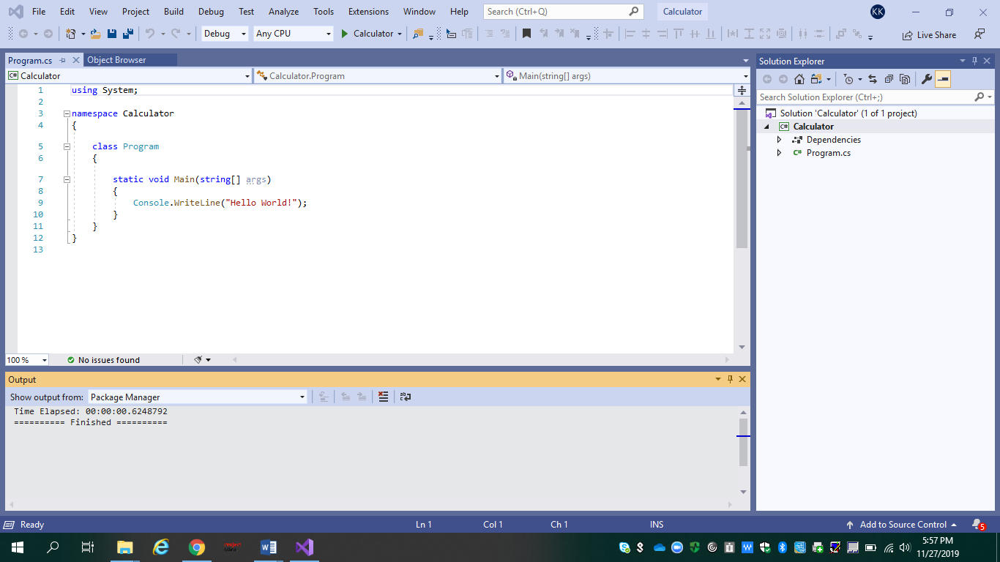 File Edit View Project Build Debug Test Analyze Tools Extensions Window Help Search (Ctrl+Q) Calculator KK
Debug Any CPU Calculator Live Share
Program.cs Object Browser
Calculator Calculator.Program Main(string[] args)
1 using System;
2
3 namespace Calculator
4 {
5 class Program
6 {
7 static void Main(string[] args)
8 {
9 Console.WriteLine("Hello World!");
10 }
11 }
12 }
13
100 % No issues found
Output
Show output from: Package Manager
Time Elapsed: 00:00:00.6248792
========== Finished ==========
Solution Explorer
Search Solution Explorer (Ctrl+;)
Solution 'Calculator' (1 of 1 project)
C# Calculator
Dependencies
C# Program.cs
Ready Ln 1 Col 1 Ch 1 INS Add to Source Control 5
5:57 PM
11/27/2019